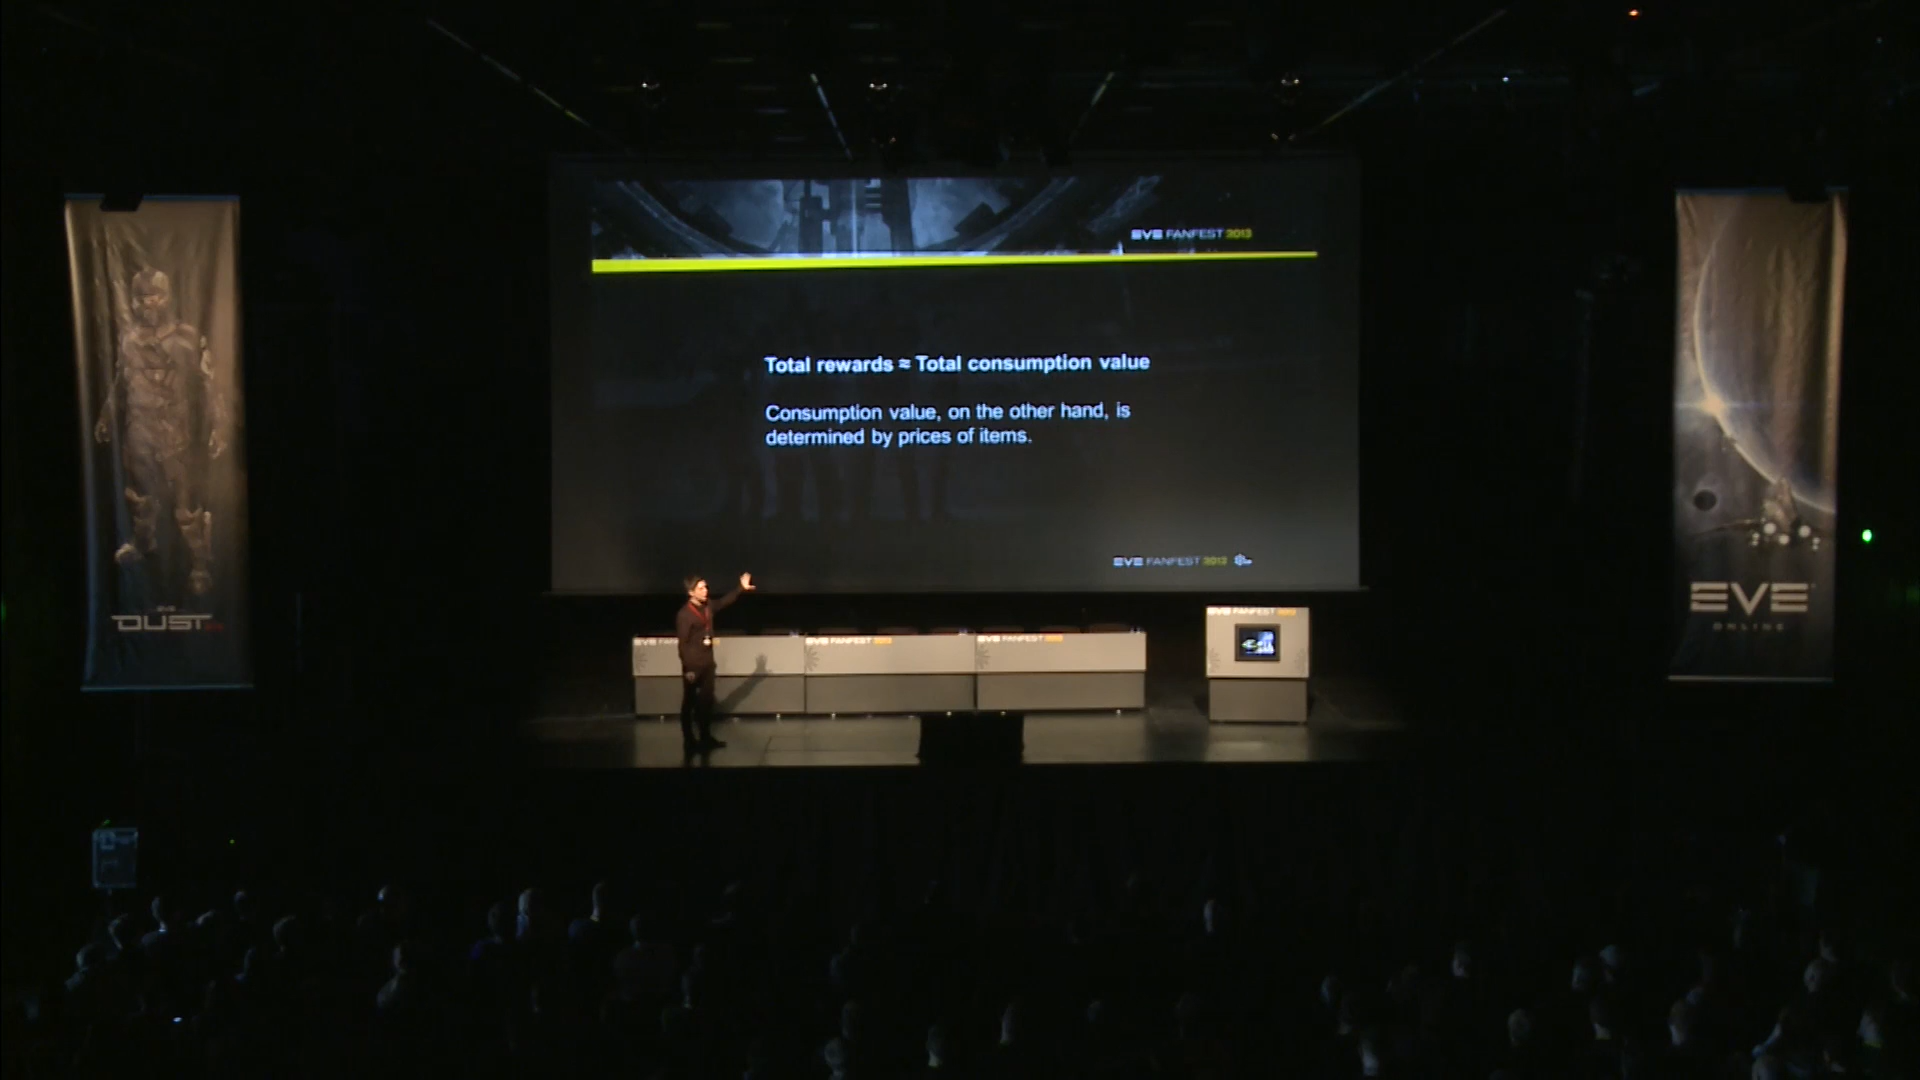 EVE FANFEST 2013
Total rewards ≈ Total consumption value
Consumption value, on the other hand, is
determined by prices of items.
EVE FANFEST 2013
EVE
DUST
EVE
ONLINE
EVE FANFEST 2013
EVE FANFEST 2013
EVE FANFEST 2013